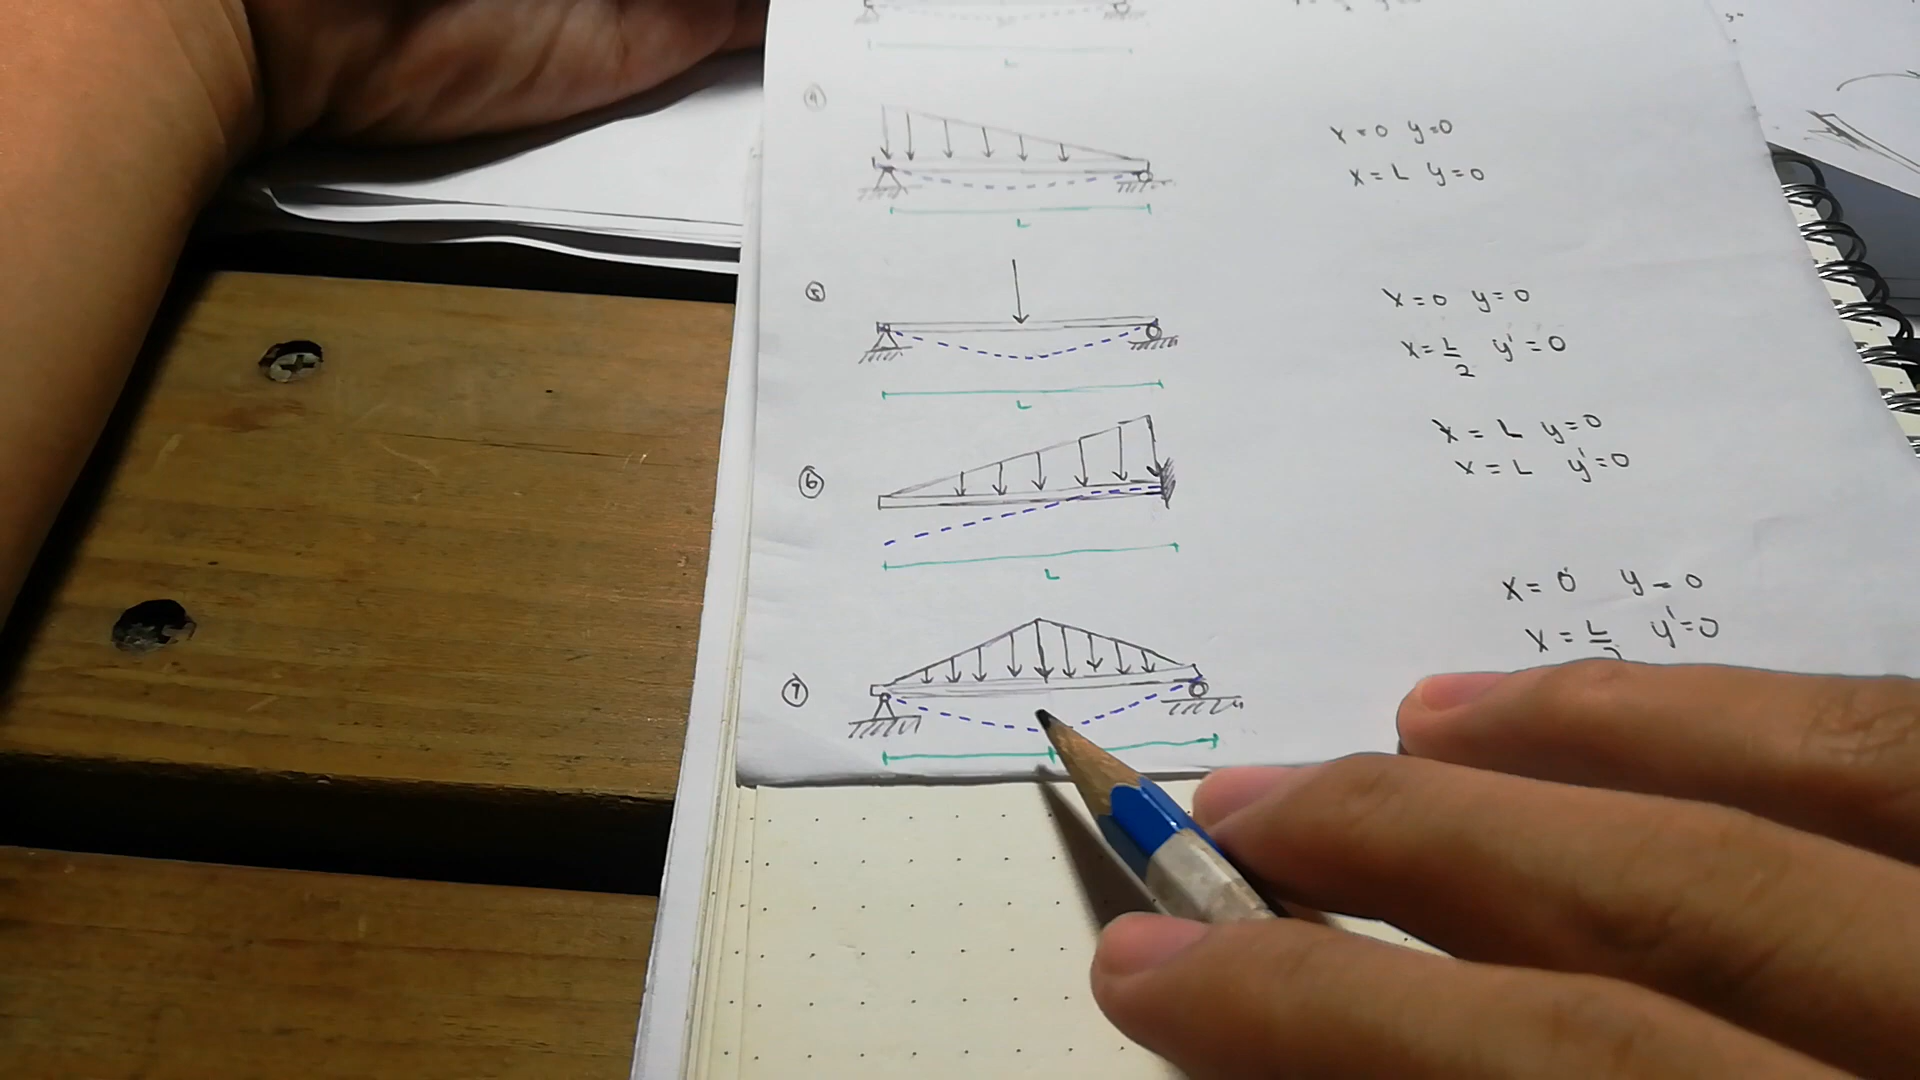 L
④
x=0 y=0
x=L y=0
L
⑤
x=0 y=0
x=L/2 y'=0
L
⑥
x=L y=0
x=L y'=0
L
⑦
x=0 y=0
x=L/2 y'=0